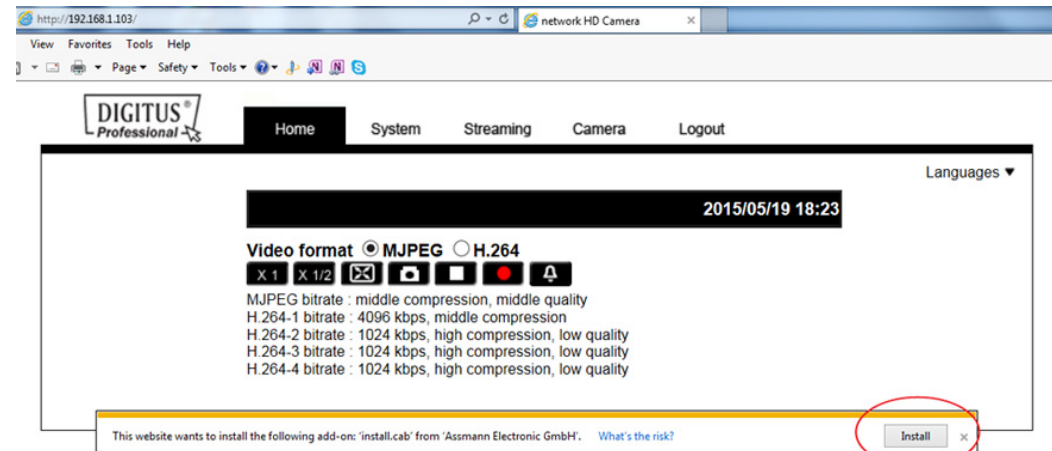 http://192.168.1.103/ network HD Camera
View Favorites Tools Help
Page Safety Tools
DIGITUS®
Professional
Home System Streaming Camera Logout
Languages ▼
2015/05/19 18:23
Video format MJPEG H.264
X 1 X 1/2
MJPEG bitrate : middle compression, middle quality
H.264-1 bitrate : 4096 kbps, middle compression
H.264-2 bitrate : 1024 kbps, high compression, low quality
H.264-3 bitrate : 1024 kbps, high compression, low quality
H.264-4 bitrate : 1024 kbps, high compression, low quality
This website wants to install the following add-on: 'install.cab' from 'Assmann Electronic GmbH'. What's the risk? Install